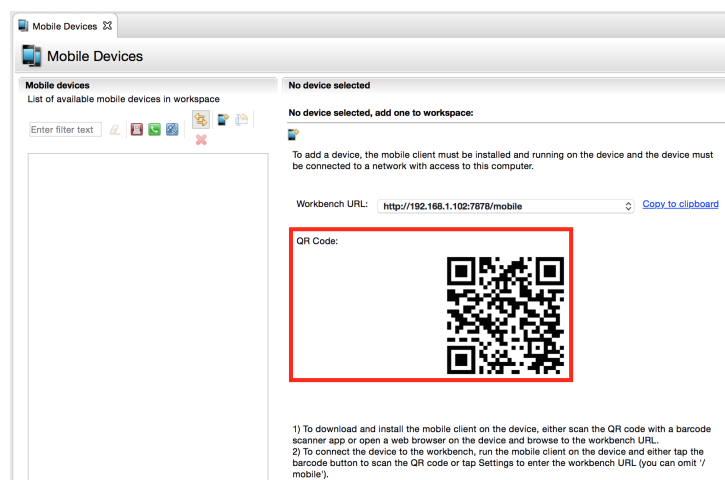 Mobile Devices
Mobile Devices
Mobile devices
List of available mobile devices in workspace
Enter filter text
No device selected
No device selected, add one to workspace:
To add a device, the mobile client must be installed and running on the device and the device must
be connected to a network with access to this computer.
Workbench URL: http://192.168.1.102:7878/mobile Copy to clipboard
QR Code:
1) To download and install the mobile client on the device, either scan the QR code with a barcode
scanner app or open a web browser on the device and browse to the workbench URL.
2) To connect the device to the workbench, run the mobile client on the device and either tap the
barcode button to scan the QR code or tap Settings to enter the workbench URL (you can omit '/
mobile').